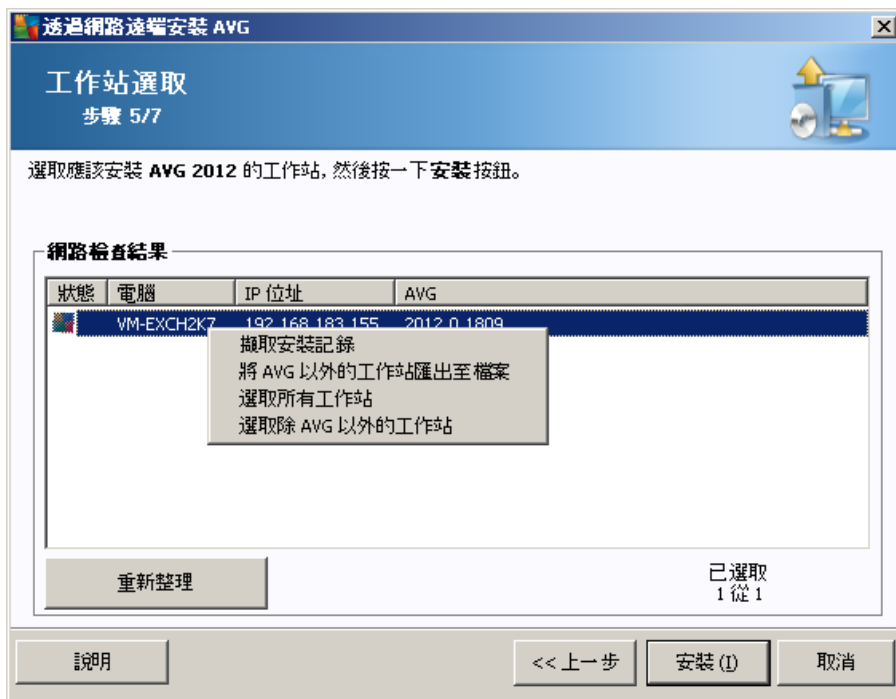 透過網路遠端安裝 AVG
工作站選取
步驟 5/7
選取應該安裝 AVG 2012 的工作站, 然後按一下安裝按鈕。
網路檢查結果
狀態 電腦 IP 位址 AVG
VM-EXCH2K7 192.168.183.155 2012.0.1809
擷取安裝記錄
將 AVG 以外的工作站匯出至檔案
選取所有工作站
選取除 AVG 以外的工作站
重新整理
已選取
1 從 1
說明 << 上一步 安裝 (I) 取消